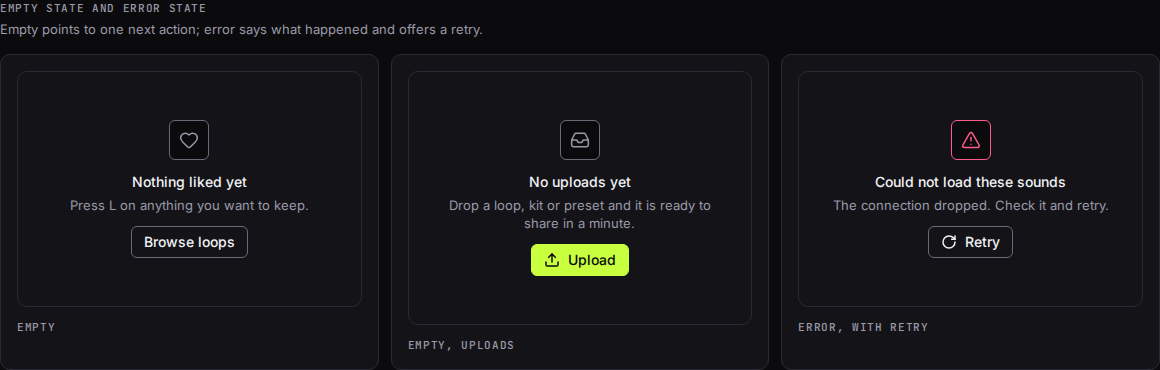 EMPTY STATE AND ERROR STATE
Empty points to one next action; error says what happened and offers a retry.
Nothing liked yet
Press L on anything you want to keep.
Browse loops
EMPTY
No uploads yet
Drop a loop, kit or preset and it is ready to
share in a minute.
Upload
EMPTY, UPLOADS
Could not load these sounds
The connection dropped. Check it and retry.
Retry
ERROR, WITH RETRY